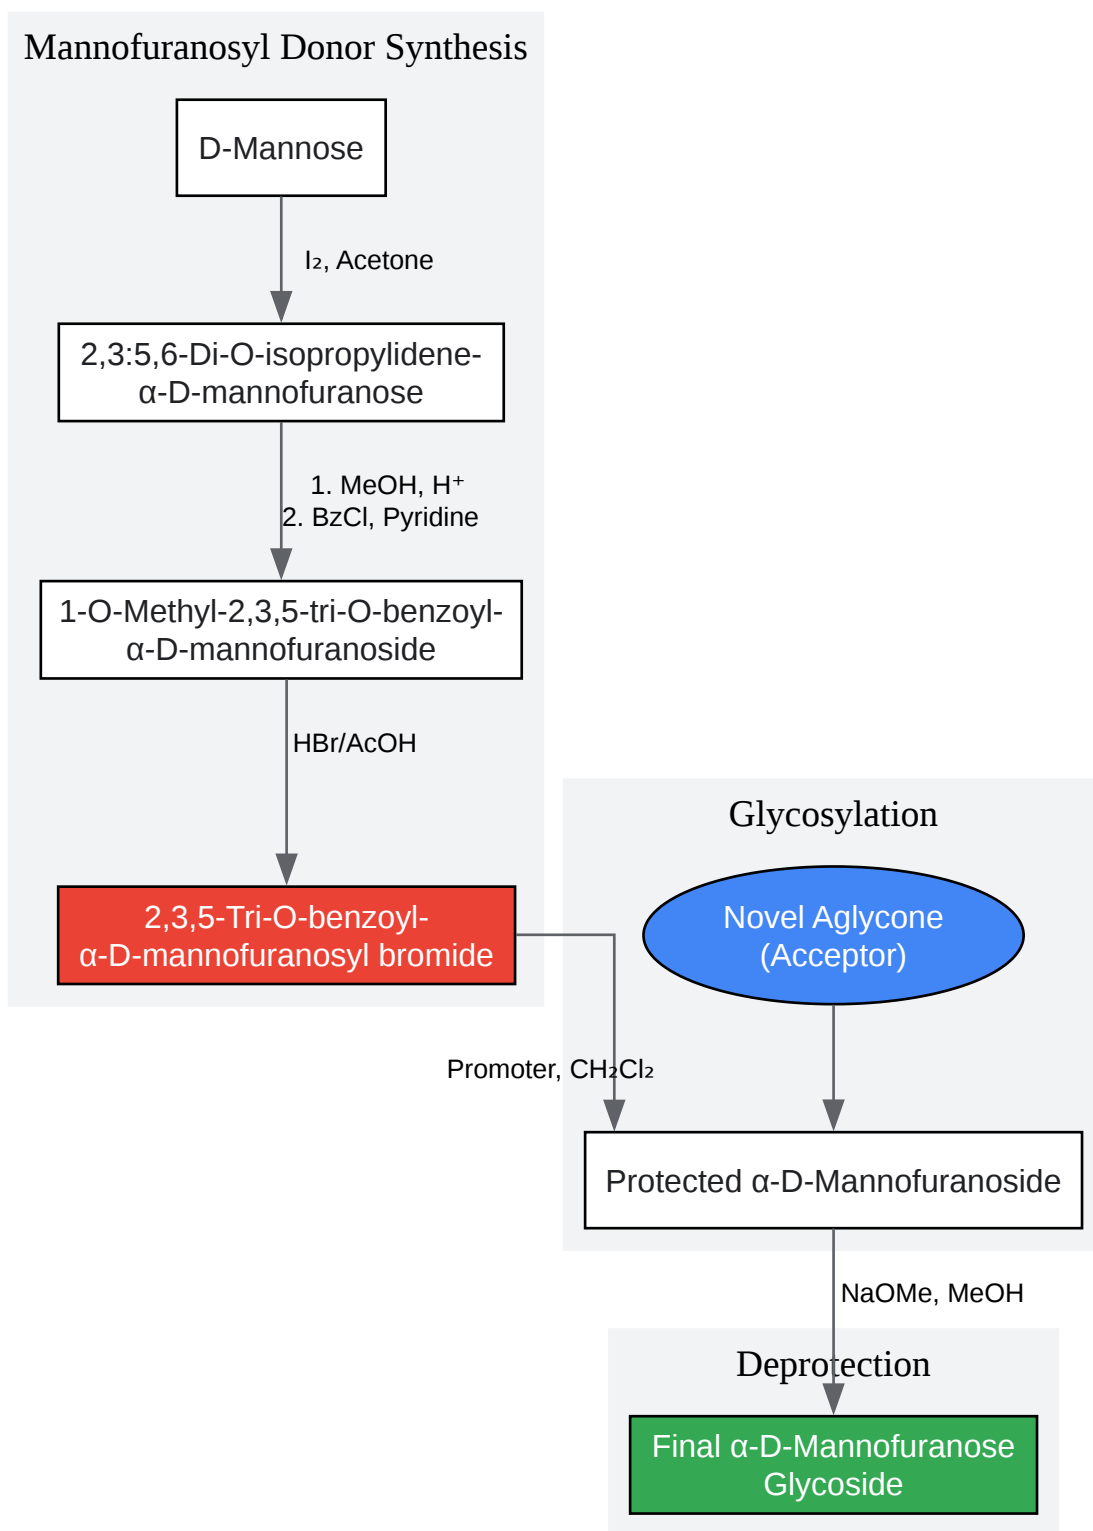 Mannofuranosyl Donor Synthesis
D-Mannose
I₂, Acetone
2,3:5,6-Di-O-isopropylidene-
α-D-mannofuranose
1. MeOH, H⁺
2. BzCl, Pyridine
1-O-Methyl-2,3,5-tri-O-benzoyl-
α-D-mannofuranoside
HBr/AcOH
2,3,5-Tri-O-benzoyl-
α-D-mannofuranosyl bromide
Glycosylation
Novel Aglycone
(Acceptor)
Promoter, CH₂Cl₂
Protected α-D-Mannofuranoside
NaOMe, MeOH
Deprotection
Final α-D-Mannofuranose
Glycoside